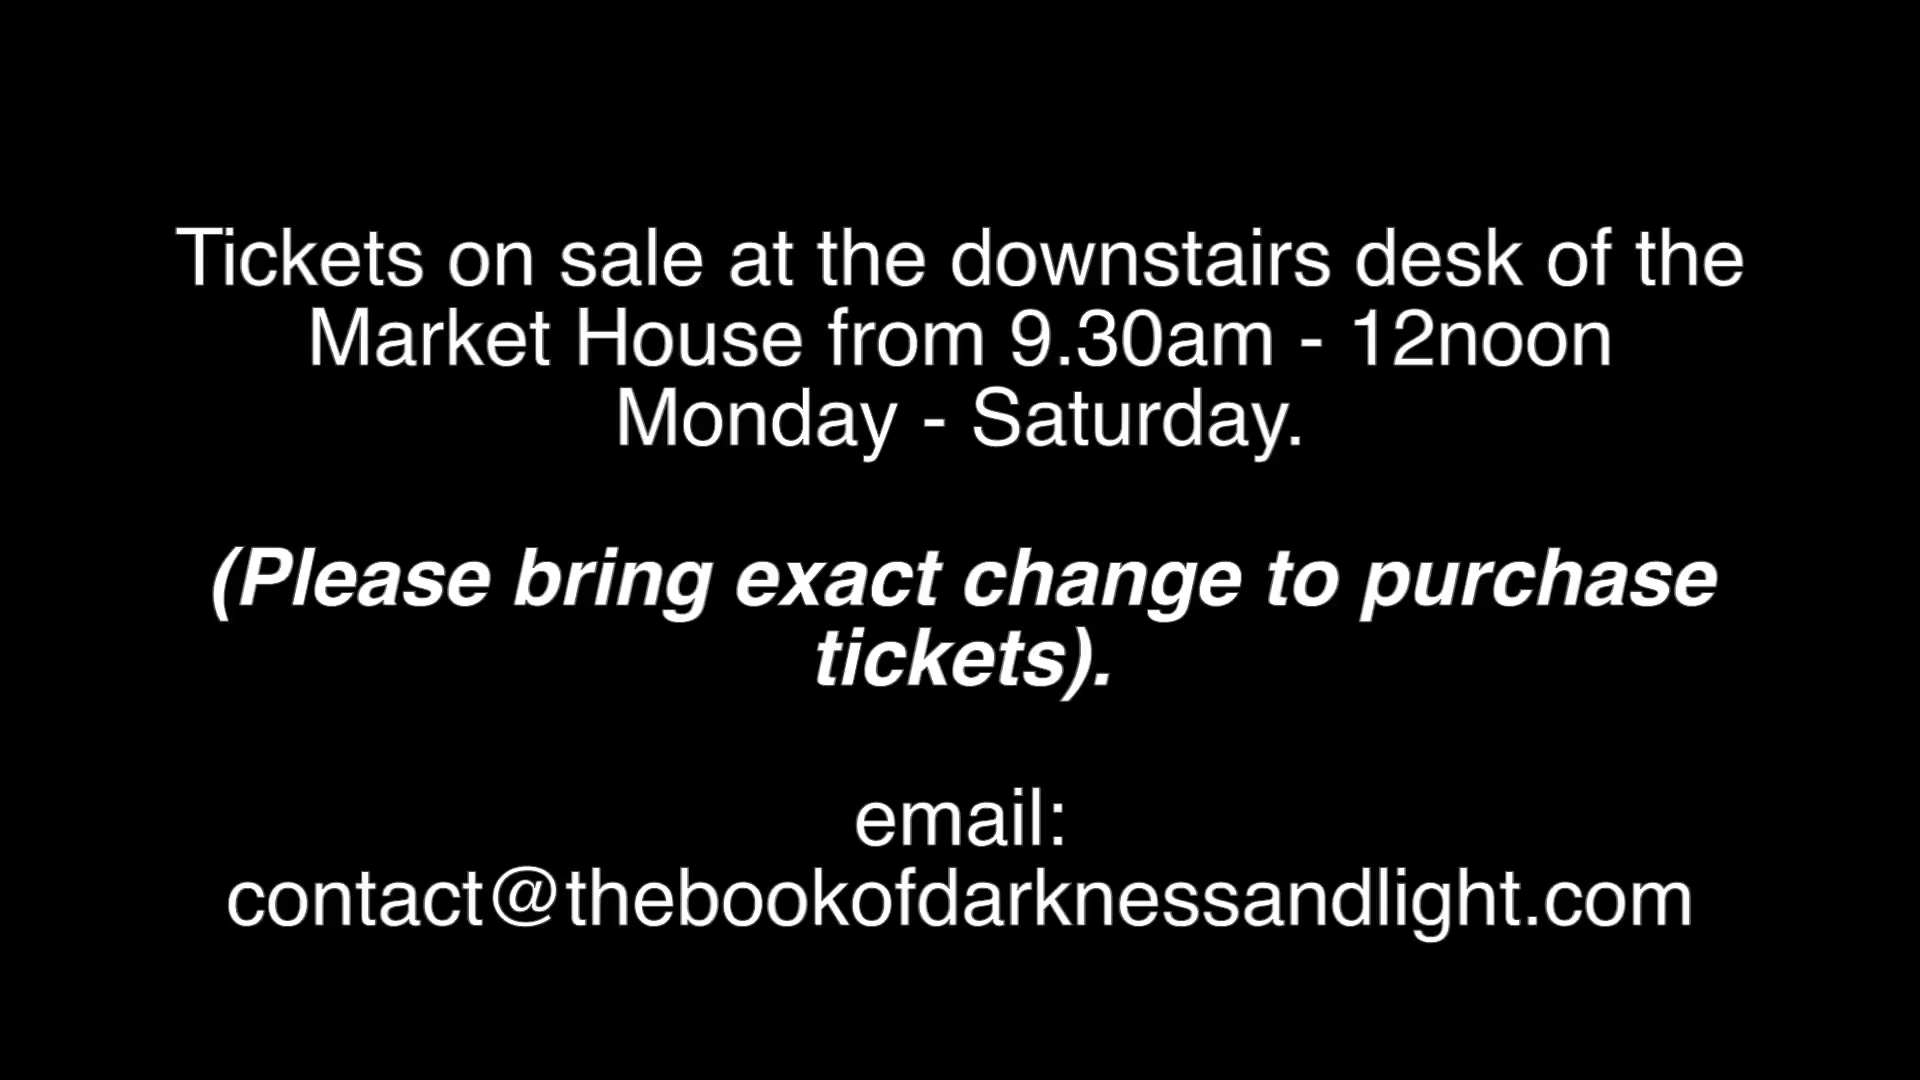 Tickets on sale at the downstairs desk of the
Market House from 9.30am - 12noon
Monday - Saturday.
(Please bring exact change to purchase
tickets).
email:
contact@thebookofdarknessandlight.com